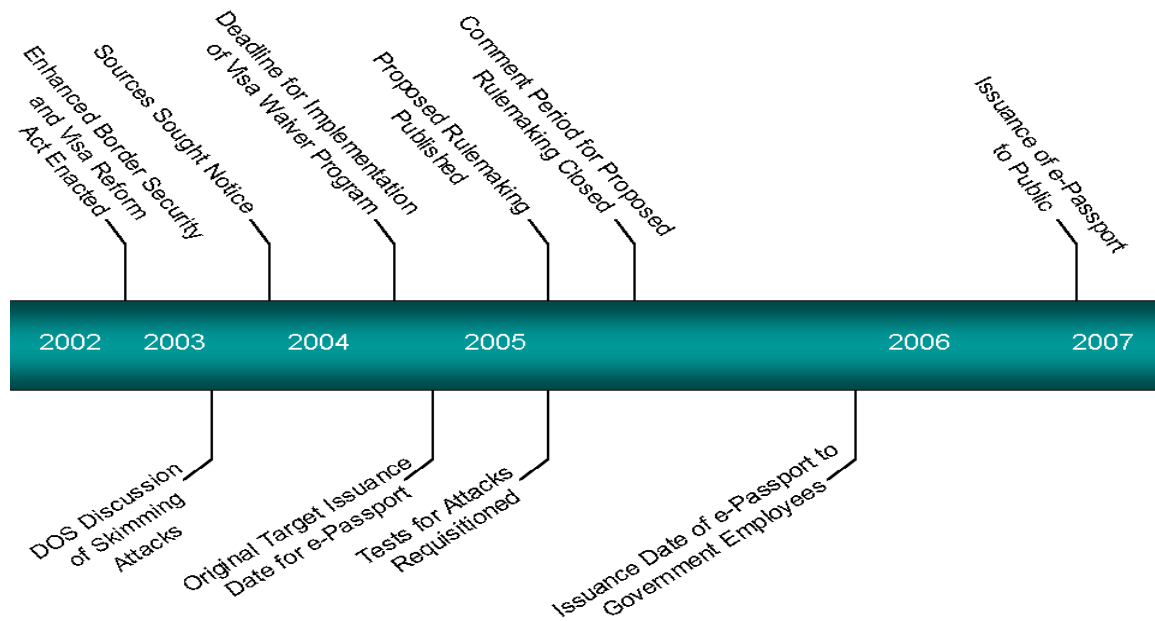 Enhanced Border Security
and Visa Reform
Act Enacted
Sources Sought Notice
Deadline for Implementation
of Visa Waiver Program
Proposed Rulemaking
Published
Comment Period for Proposed
Rulemaking Closed
Issuance of e-Passport
to Public
2002
2003
2004
2005
2006
2007
DOS Discussion
of Skimming
Attacks
Original Target Issuance
Date for e-Passport
Tests for Attacks
Requisitioned
Issuance Date of e-Passport to
Government Employees